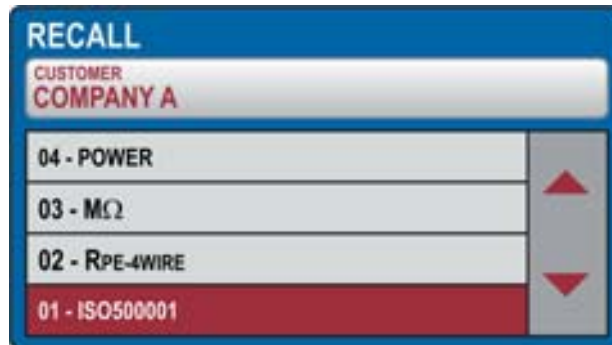 RECALL
CUSTOMER
COMPANY A
04 - POWER
03 - MΩ
02 - RPE-4WIRE
01 - ISO500001